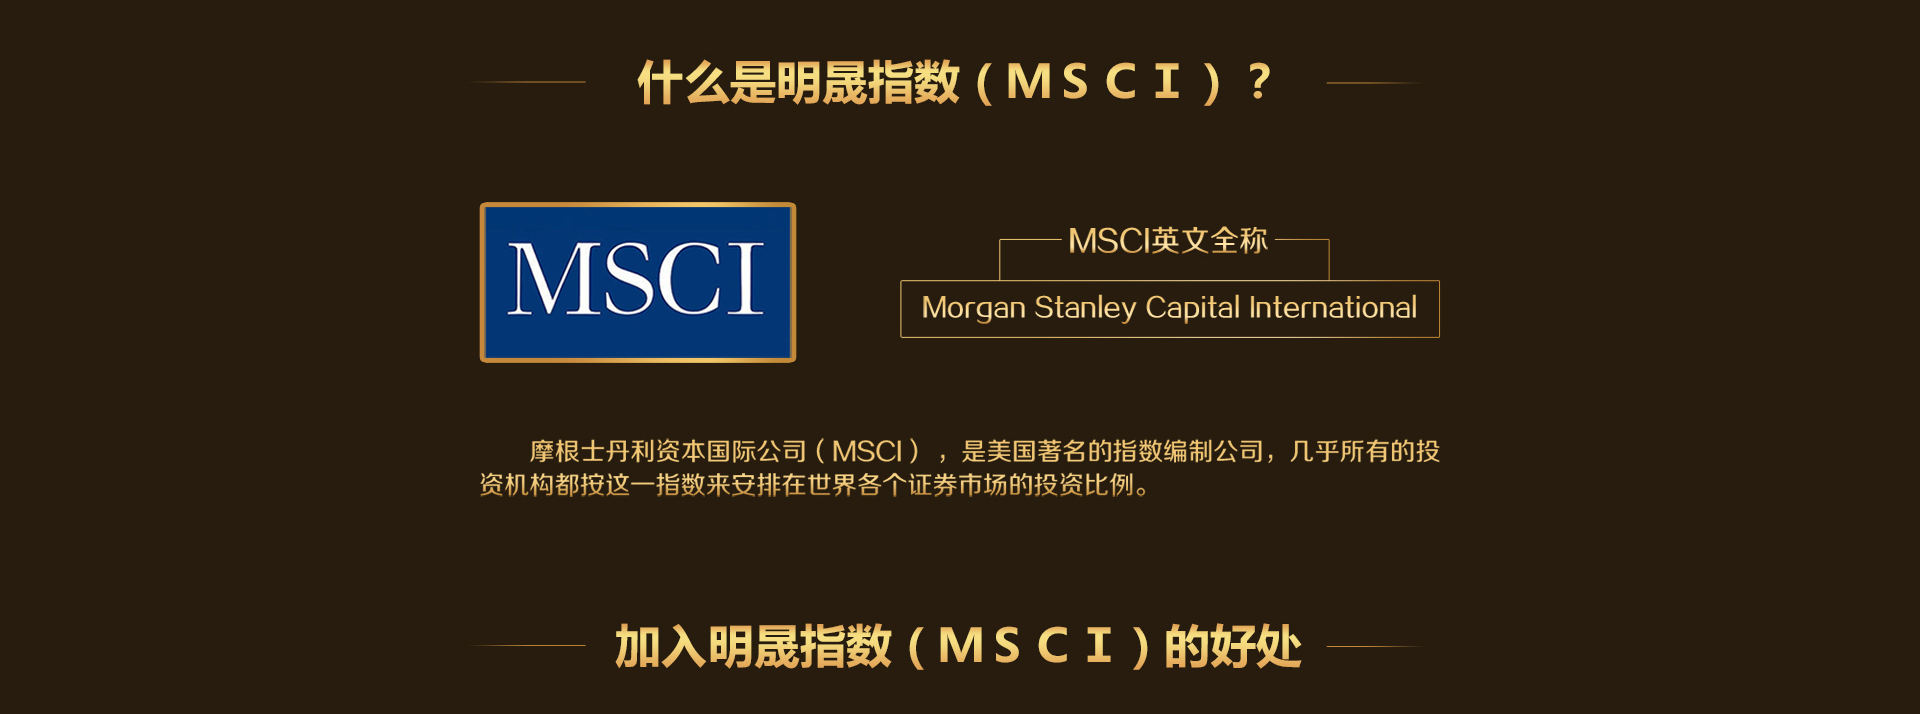 什么是明晟指数（MSCI）？
MSCI
MSCI英文全称
Morgan Stanley Capital International
摩根士丹利资本国际公司（MSCI），是美国著名的指数编制公司，几乎所有的投
资机构都按这一指数来安排在世界各个证券市场的投资比例。
加入明晟指数（MSCI）的好处